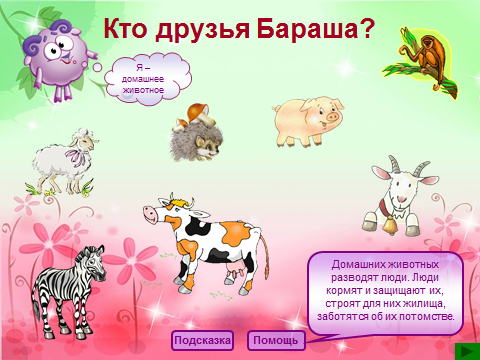 Кто друзья Бараша?
Я –
домашнее
животное
Домашних животных
разводят люди. Люди
кормят и защищают их,
строят для них жилища,
заботятся об их потомстве.
Подсказка
Помощь